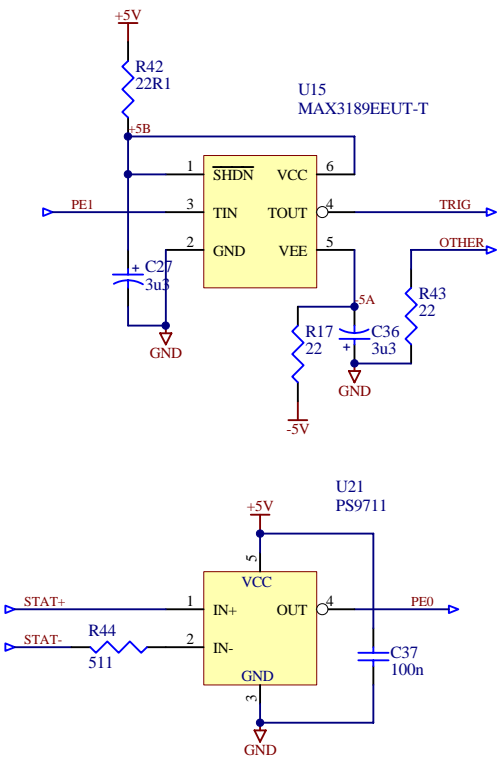 +5V
R42
22R1
U15
MAX3189EEUT-T
+5B
1
SHDN
VCC
6
PE1
3
TIN
TOUT
4
TRIG
OTHER
2
GND
VEE
5
+
C27
3u3
-5A
R43
22
R17
22
C36
3u3
+
GND
GND
-5V
U21
PS9711
+5V
5
VCC
STAT+
1
IN+
OUT
4
PE0
STAT-
R44
511
2
IN-
C37
100n
GND
3
GND